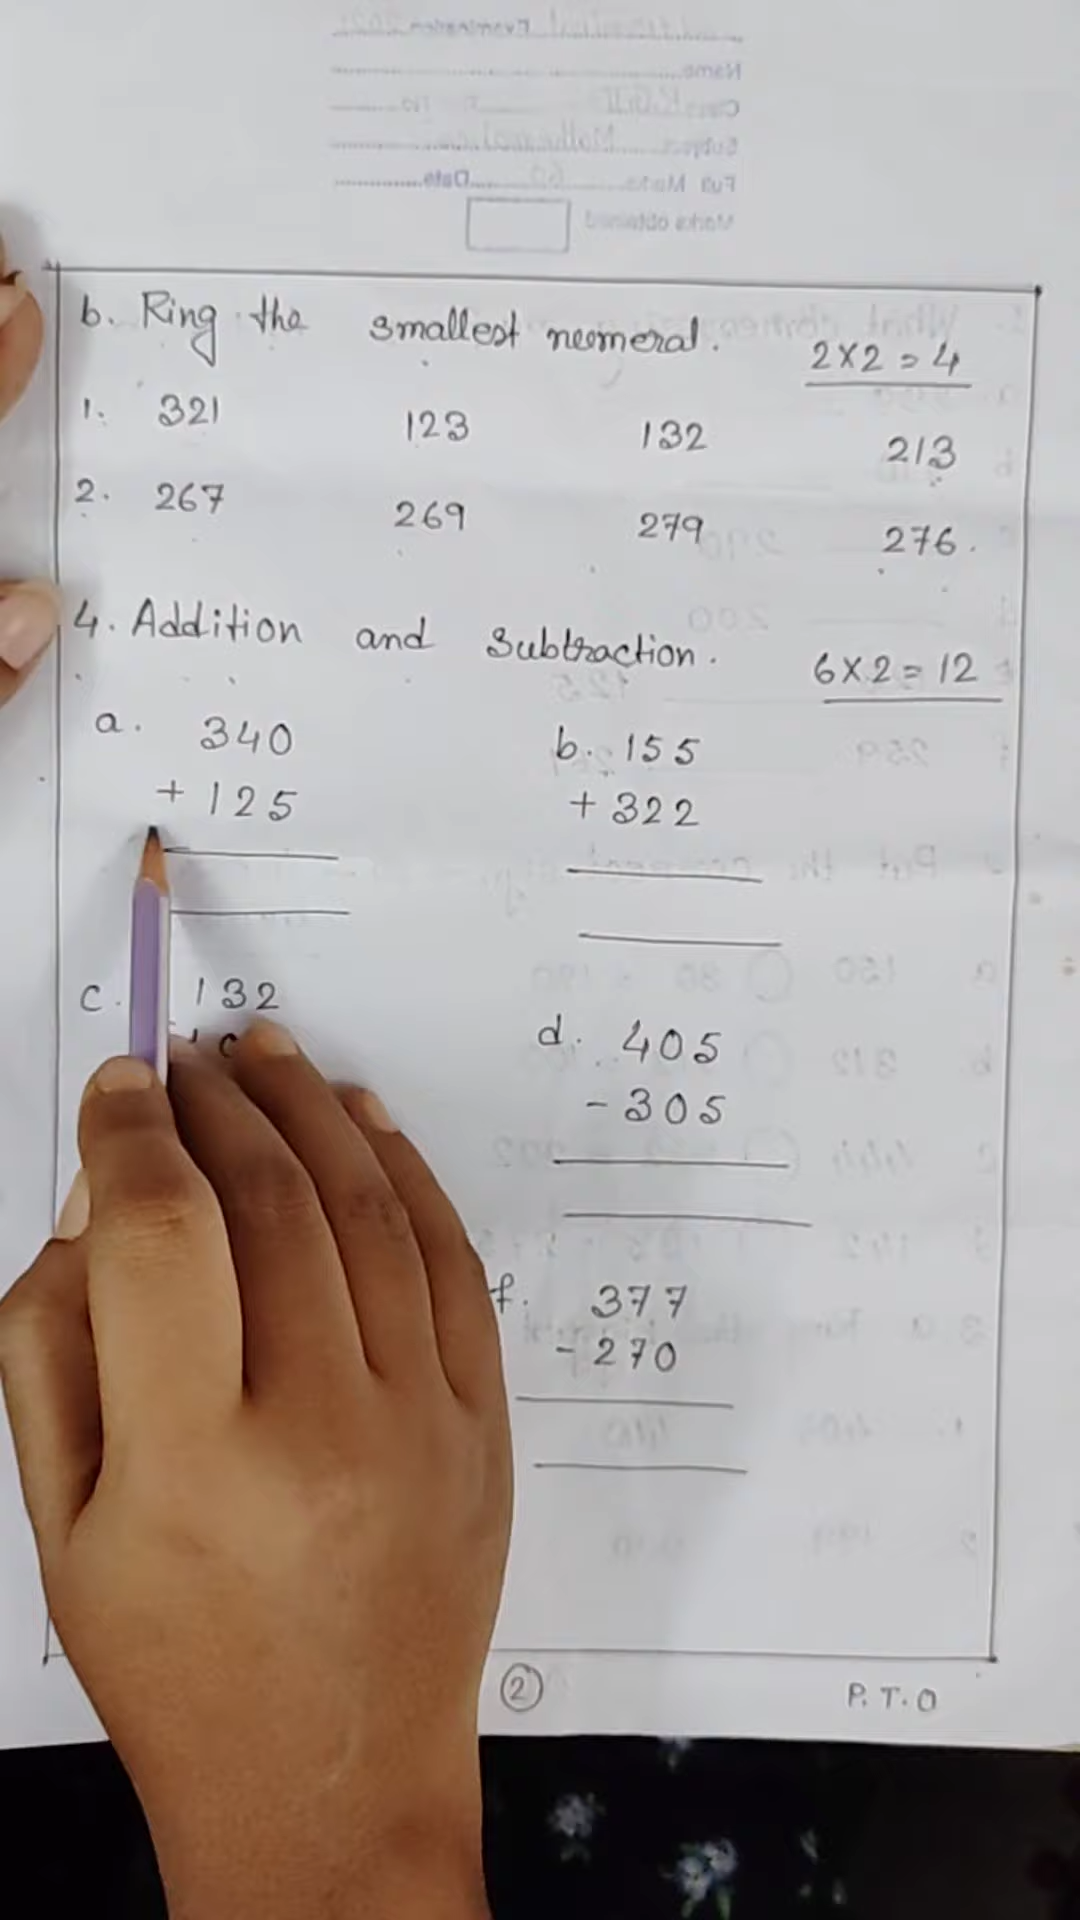 b. Ring the smallest neemeral. 2×2=4
1. 321 123 132 213
2. 267 269 279 276.
4. Addition and Subtraction. 6×2=12
a. 340 b. 155
+125 +322
c. 132 d. 405
-305
f. 377
-270
2 P.T.O